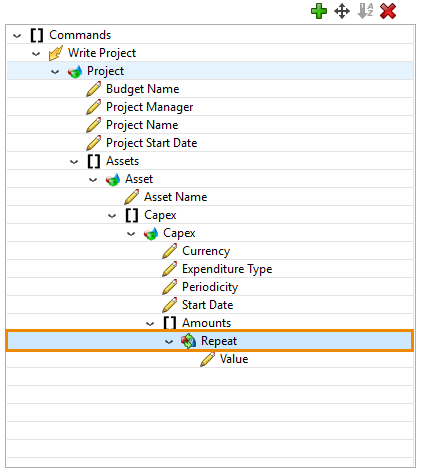 Commands
Write Project
Project
Budget Name
Project Manager
Project Name
Project Start Date
[] Assets
Asset
Asset Name
[] Capex
Capex
Currency
Expenditure Type
Periodicity
Start Date
[] Amounts
Repeat
Value